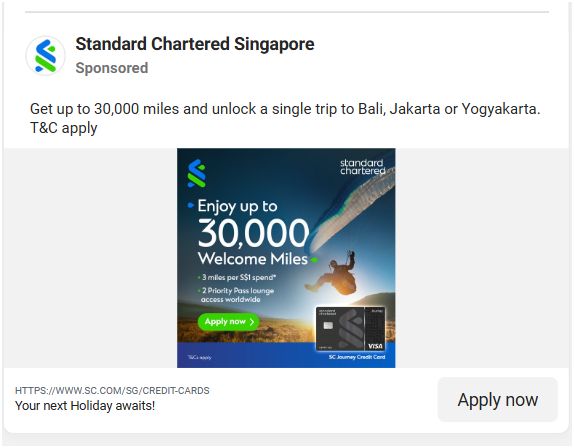 Standard Chartered Singapore
Sponsored
Get up to 30,000 miles and unlock a single trip to Bali, Jakarta or Yogyakarta.
T&C apply
standard
chartered
Enjoy up to
30,000
Welcome Miles
• 3 miles per S$1 spend*
• 2 Priority Pass lounge
access worldwide
Apply now
standard
chartered
Journey
VISA
T&Cs apply
SC Journey Credit Card
HTTPS://WWW.SC.COM/SG/CREDIT-CARDS
Your next Holiday awaits!
Apply now